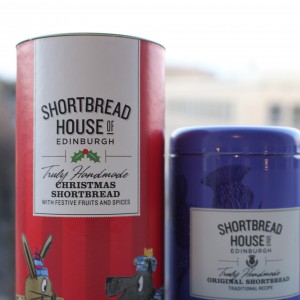 SHORTBREAD
HOUSE OF
EDINBURGH
Truly Handmade
CHRISTMAS
SHORTBREAD
WITH FESTIVE FRUITS AND SPICES
SHORTBREAD
HOUSE OF
EDINBURGH
Truly Handmade
ORIGINAL SHORTBREAD
TRADITIONAL RECIPE